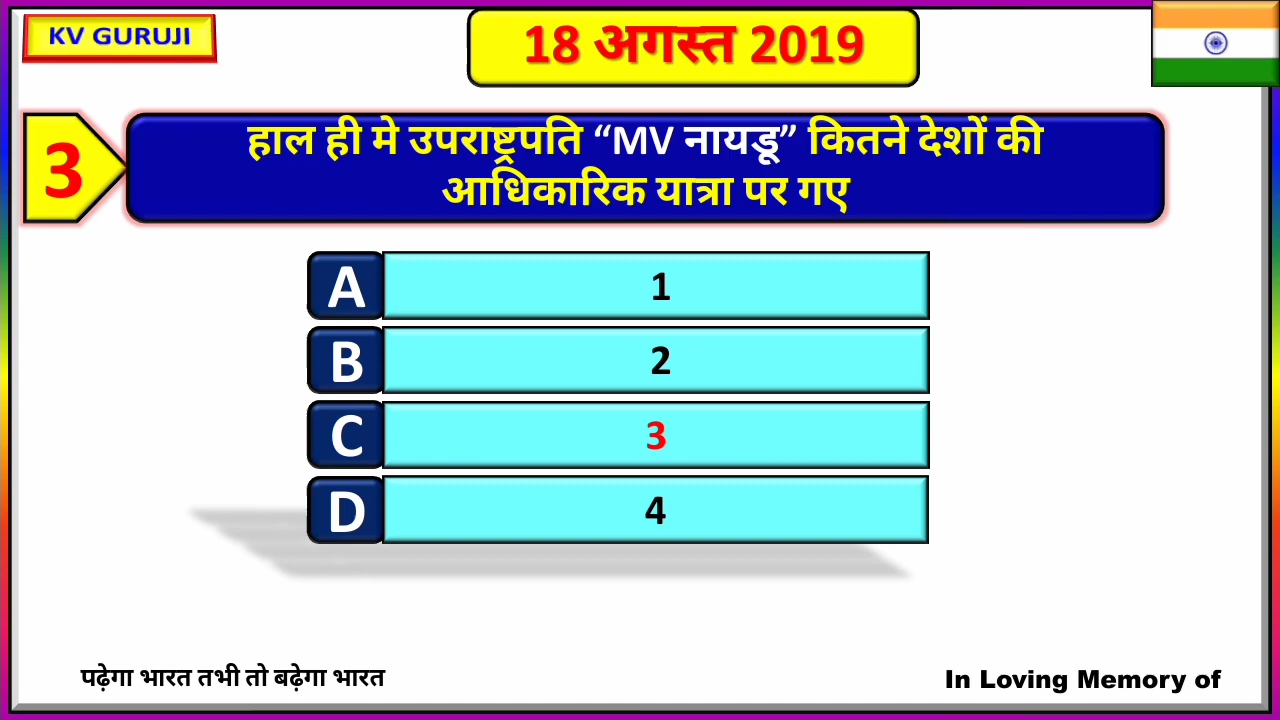 KV GURUJI
18 अगस्त 2019
3
हाल ही मे उपराष्ट्रपति “MV नायडू” कितने देशों की
आधिकारिक यात्रा पर गए
A 1
B 2
C 3
D 4
पढ़ेगा भारत तभी तो बढ़ेगा भारत
In Loving Memory of